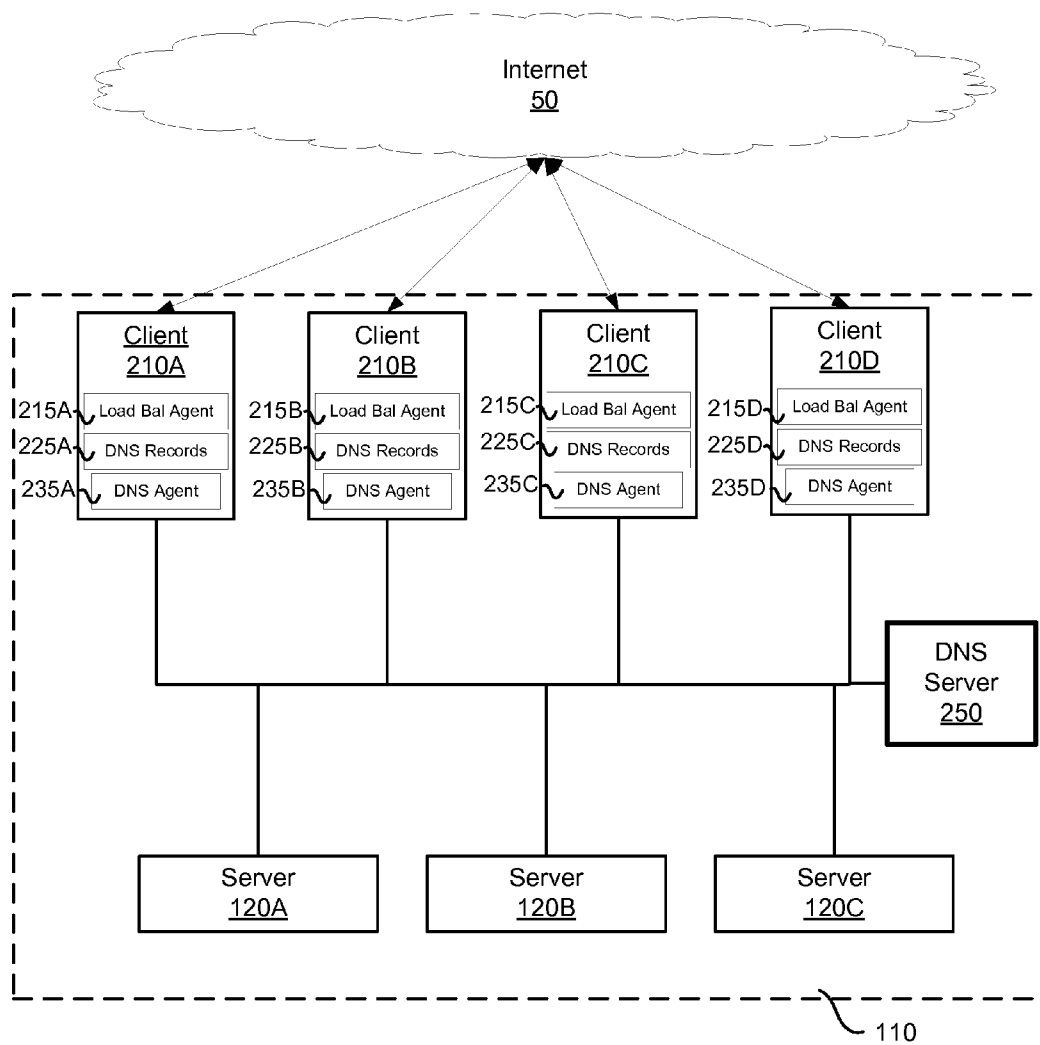 Internet
50
Client
210A
Client
210B
Client
210C
Client
210D
215A
Load Bal Agent
215B
Load Bal Agent
215C
Load Bal Agent
215D
Load Bal Agent
225A
DNS Records
225B
DNS Records
225C
DNS Records
225D
DNS Records
235A
DNS Agent
235B
DNS Agent
235C
DNS Agent
235D
DNS Agent
DNS
Server
250
Server
120A
Server
120B
Server
120C
110